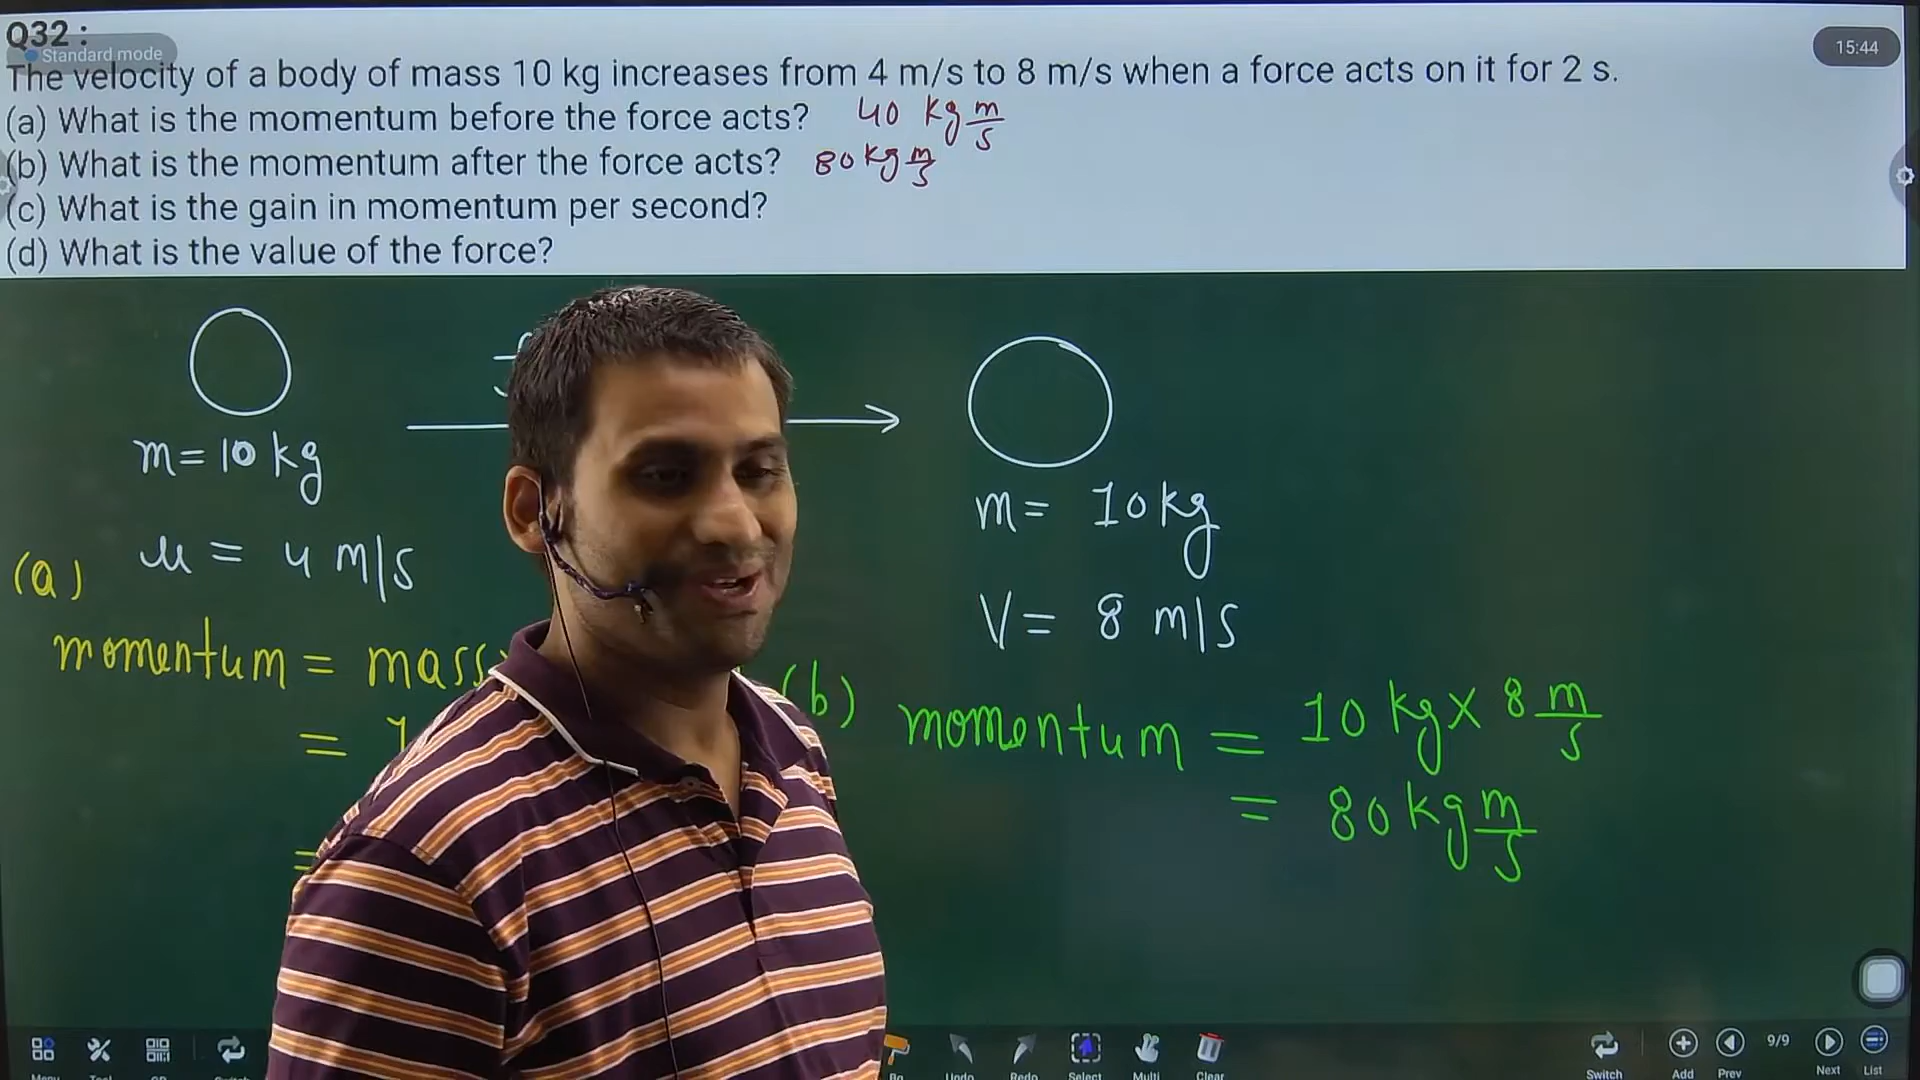 Q32 :
Standard mode
15:44
The velocity of a body of mass 10 kg increases from 4 m/s to 8 m/s when a force acts on it for 2 s.
(a) What is the momentum before the force acts? 40 kg m/s
(b) What is the momentum after the force acts? 80 kg m/s
(c) What is the gain in momentum per second?
(d) What is the value of the force?
m = 10 kg
u = 4 m/s
m = 10 kg
V = 8 m/s
(a)
momentum = mass
=
=
(b)
momentum = 10 kg × 8 m/s
= 80 kg m/s
Menu
Undo
Redo
Select
Multi
Clear
Switch
Add
Prev
9/9
Next
List